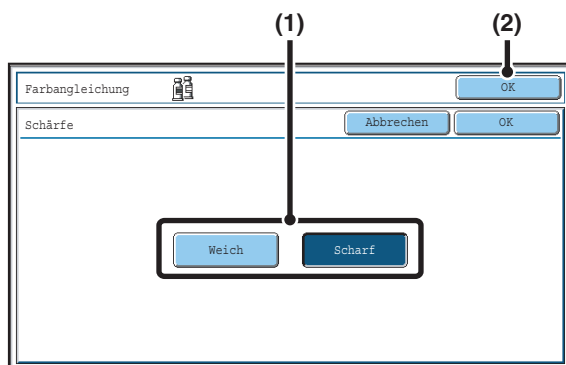 (1) (2)
Farbangleichung OK
Schärfe Abbrechen OK
Weich Scharf